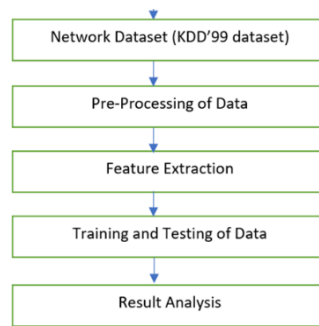 Network Dataset (KDD'99 dataset)
Pre-Processing of Data
Feature Extraction
Training and Testing of Data
Result Analysis